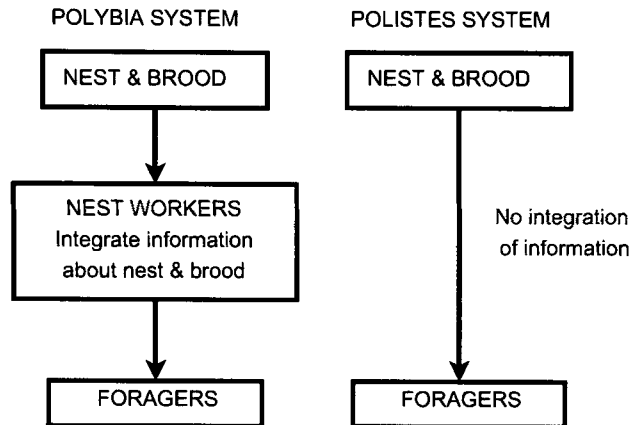 POLYBIA SYSTEM
NEST & BROOD
NEST WORKERS
Integrate information
about nest & brood
FORAGERS
POLISTES SYSTEM
NEST & BROOD
No integration
of information
FORAGERS